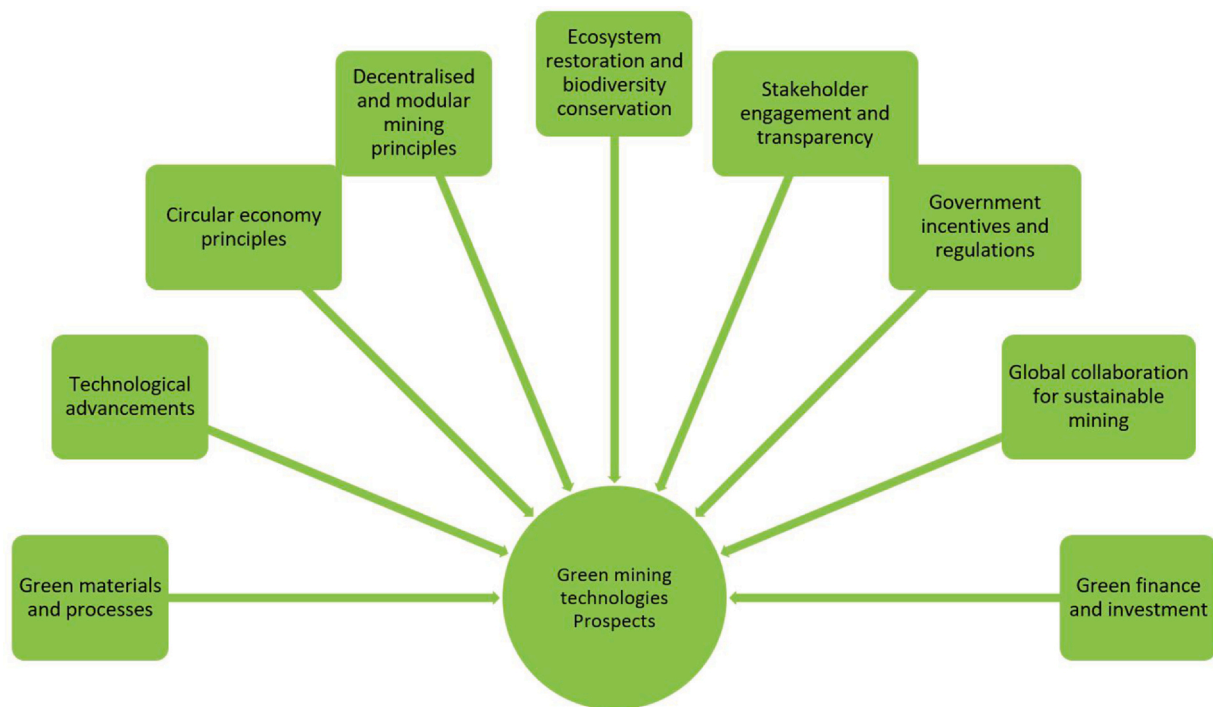 Ecosystem
restoration and
biodiversity
conservation
Decentralised
and modular
mining
principles
Stakeholder
engagement and
transparency
Circular economy
principles
Government
incentives and
regulations
Technological
advancements
Global collaboration
for sustainable
mining
Green materials
and processes
Green mining
technologies
Prospects
Green finance
and investment